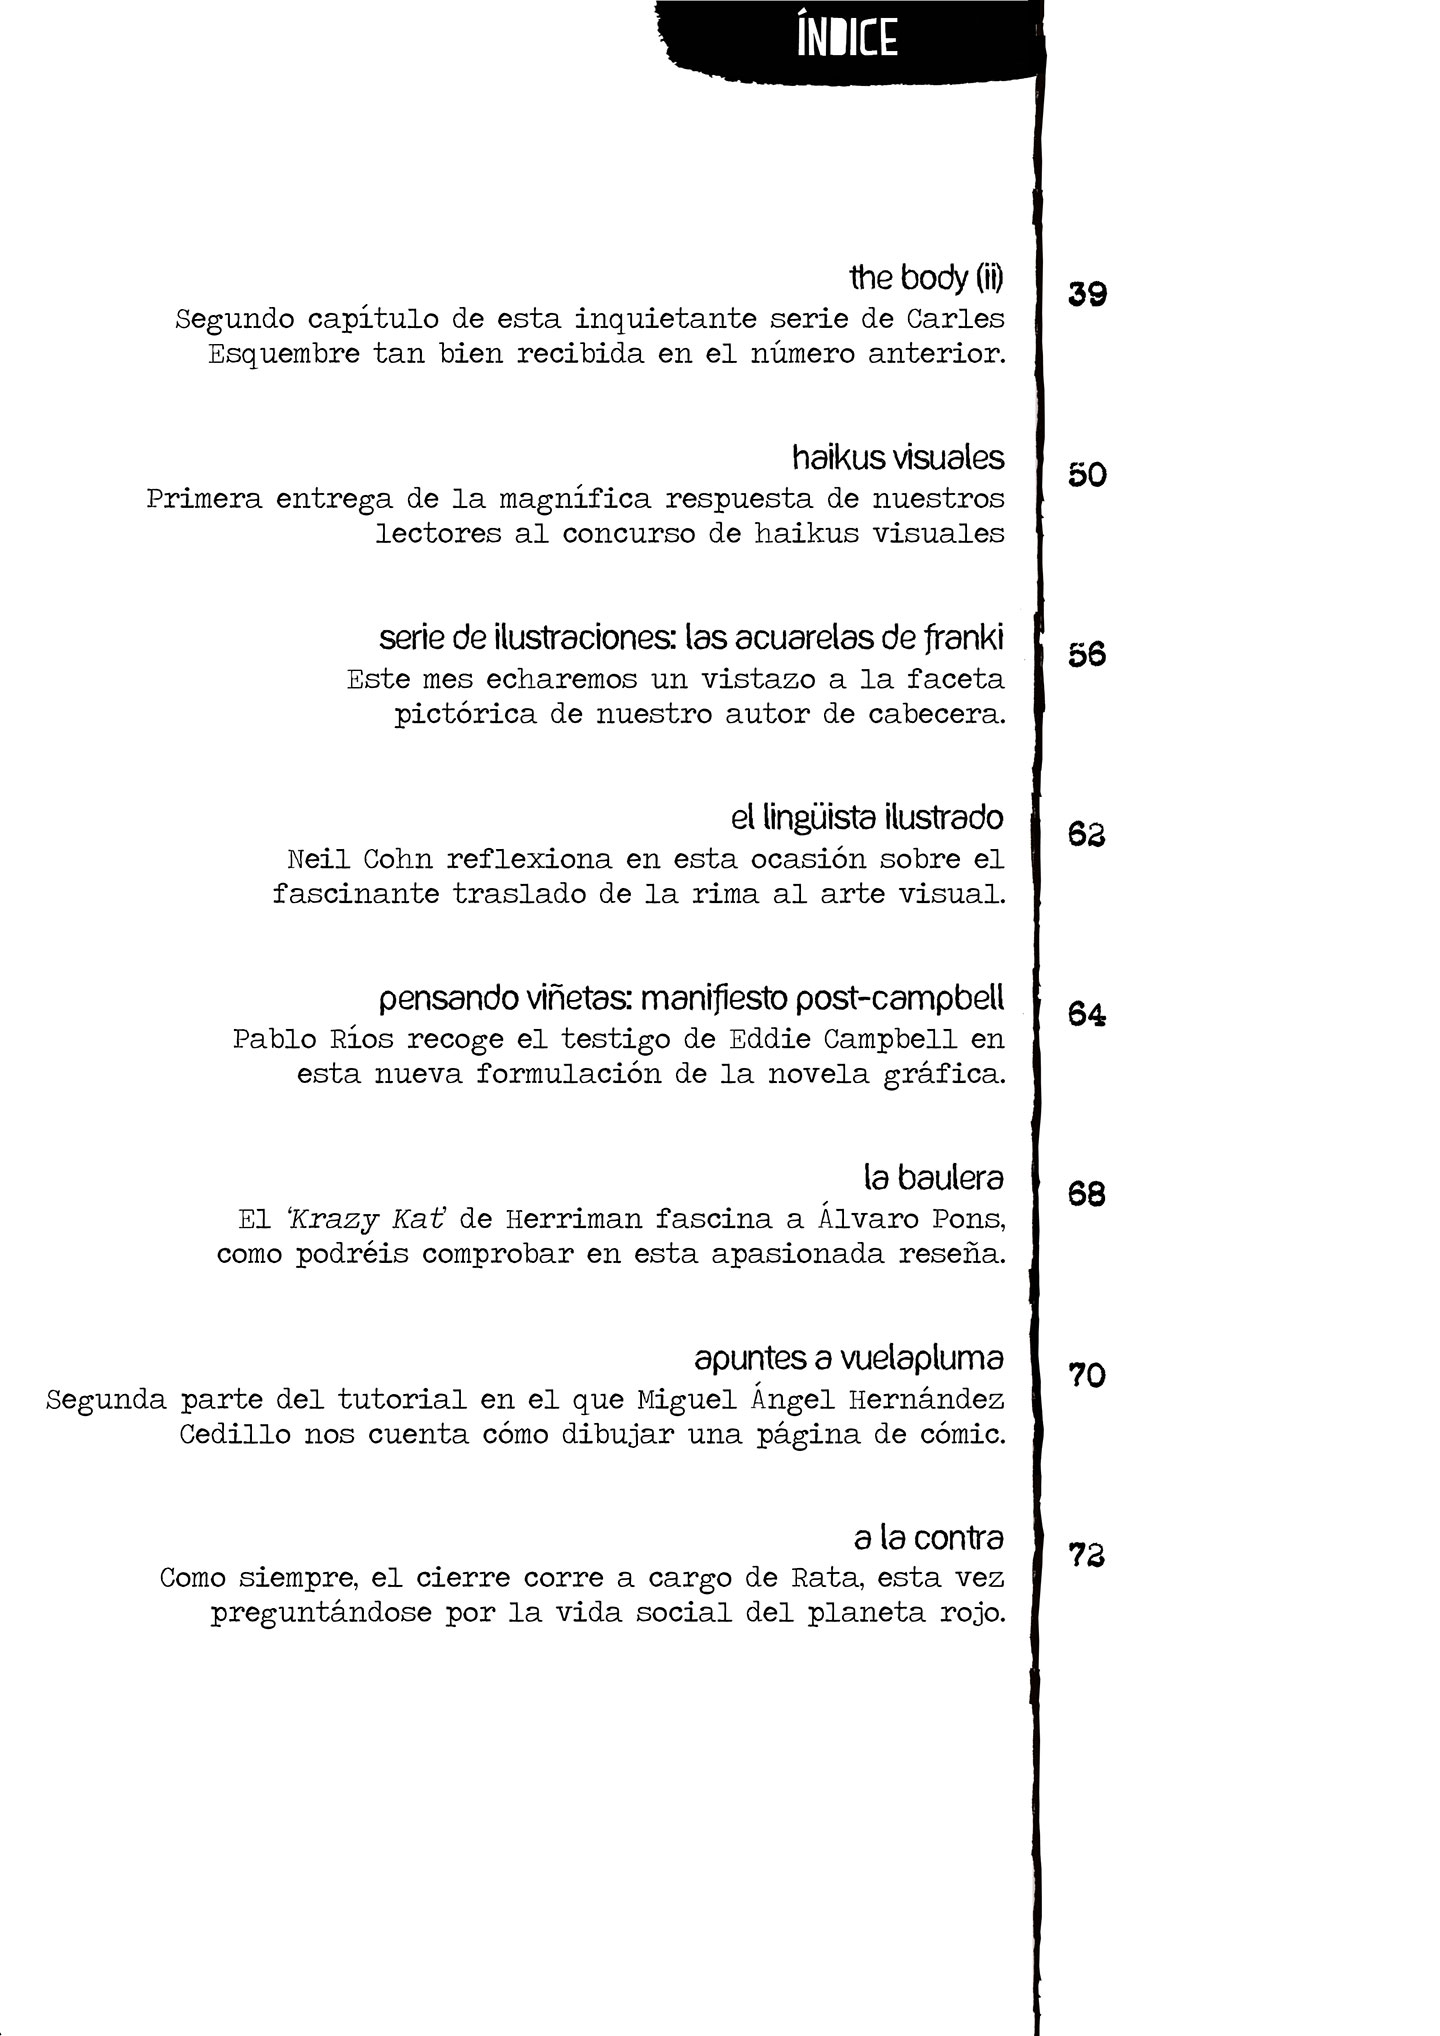 ÍNDICE
the body (ii)
39
Segundo capítulo de esta inquietante serie de Carles
Esquembre tan bien recibida en el número anterior.
haikus visuales
50
Primera entrega de la magnífica respuesta de nuestros
lectores al concurso de haikus visuales
serie de ilustraciones: las acuarelas de franki
56
Este mes echaremos un vistazo a la faceta
pictórica de nuestro autor de cabecera.
el lingüista ilustrado
62
Neil Cohn reflexiona en esta ocasión sobre el
fascinante traslado de la rima al arte visual.
pensando viñetas: manifiesto post-campbell
64
Pablo Ríos recoge el testigo de Eddie Campbell en
esta nueva formulación de la novela gráfica.
la baulera
68
El ‘Krazy Kat’ de Herriman fascina a Álvaro Pons,
como podréis comprobar en esta apasionada reseña.
apuntes a vuelapluma
70
Segunda parte del tutorial en el que Miguel Ángel Hernández
Cedillo nos cuenta cómo dibujar una página de cómic.
a la contra
72
Como siempre, el cierre corre a cargo de Rata, esta vez
preguntándose por la vida social del planeta rojo.